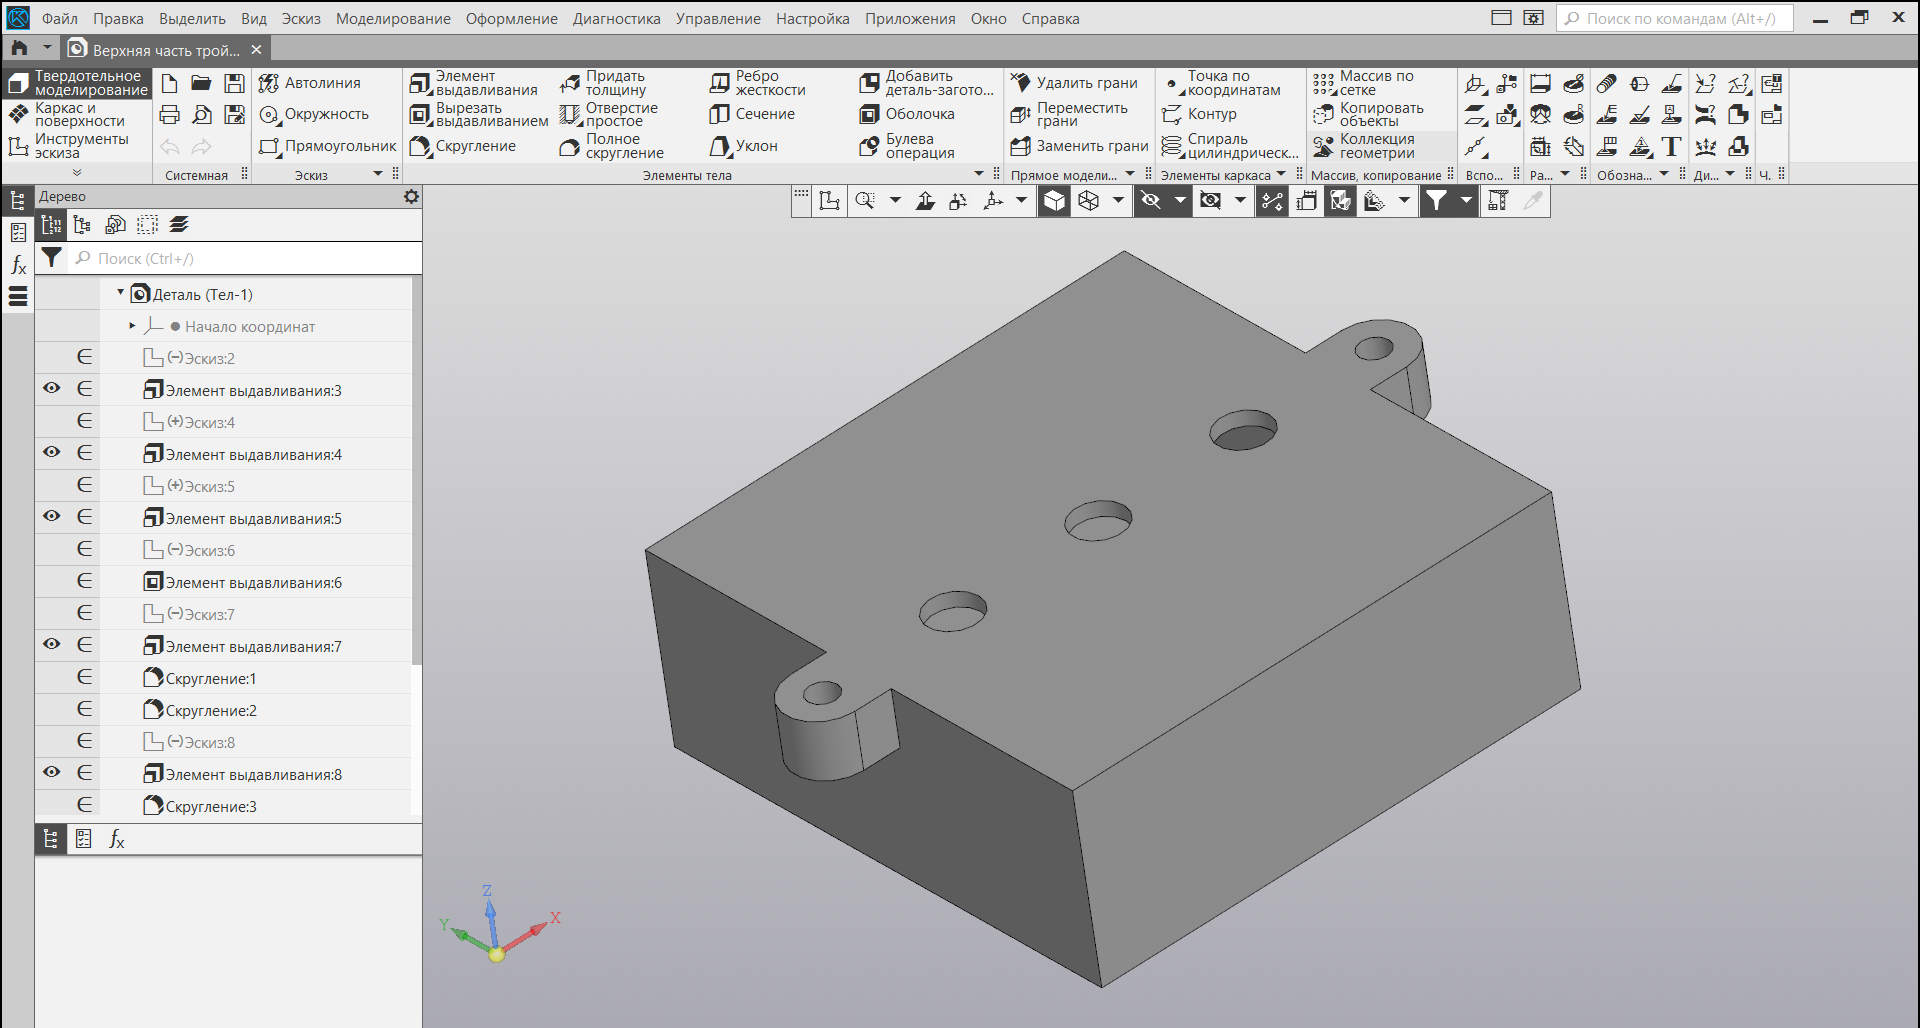 Файл Правка Выделить Вид Эскиз Моделирование Оформление Диагностика Управление Настройка Приложения Окно Справка
Поиск по командам (Alt+/)
Верхняя часть трой...
Твердотельное моделирование
Каркас и поверхности
Инструменты эскиза
Системная
Автолиния
Окружность
Прямоугольник
Эскиз
Элемент выдавливания
Вырезать выдавливанием
Скругление
Придать толщину
Отверстие простое
Полное скругление
Ребро жесткости
Сечение
Уклон
Добавить деталь-загото...
Оболочка
Булева операция
Элементы тела
Удалить грани
Переместить грани
Заменить грани
Прямое модели...
Точка по координатам
Контур
Спираль цилиндрическ...
Элементы каркаса
Массив по сетке
Копировать объекты
Коллекция геометрии
Массив, копирование
Вспо...
Ра...
Обозна...
Ди...
Ч.
Дерево
Поиск (Ctrl+/)
Деталь (Тел-1)
Начало координат
(−)Эскиз:2
Элемент выдавливания:3
(+)Эскиз:4
Элемент выдавливания:4
(+)Эскиз:5
Элемент выдавливания:5
(−)Эскиз:6
Элемент выдавливания:6
(−)Эскиз:7
Элемент выдавливания:7
Скругление:1
Скругление:2
(−)Эскиз:8
Элемент выдавливания:8
Скругление:3
Z
Y
X